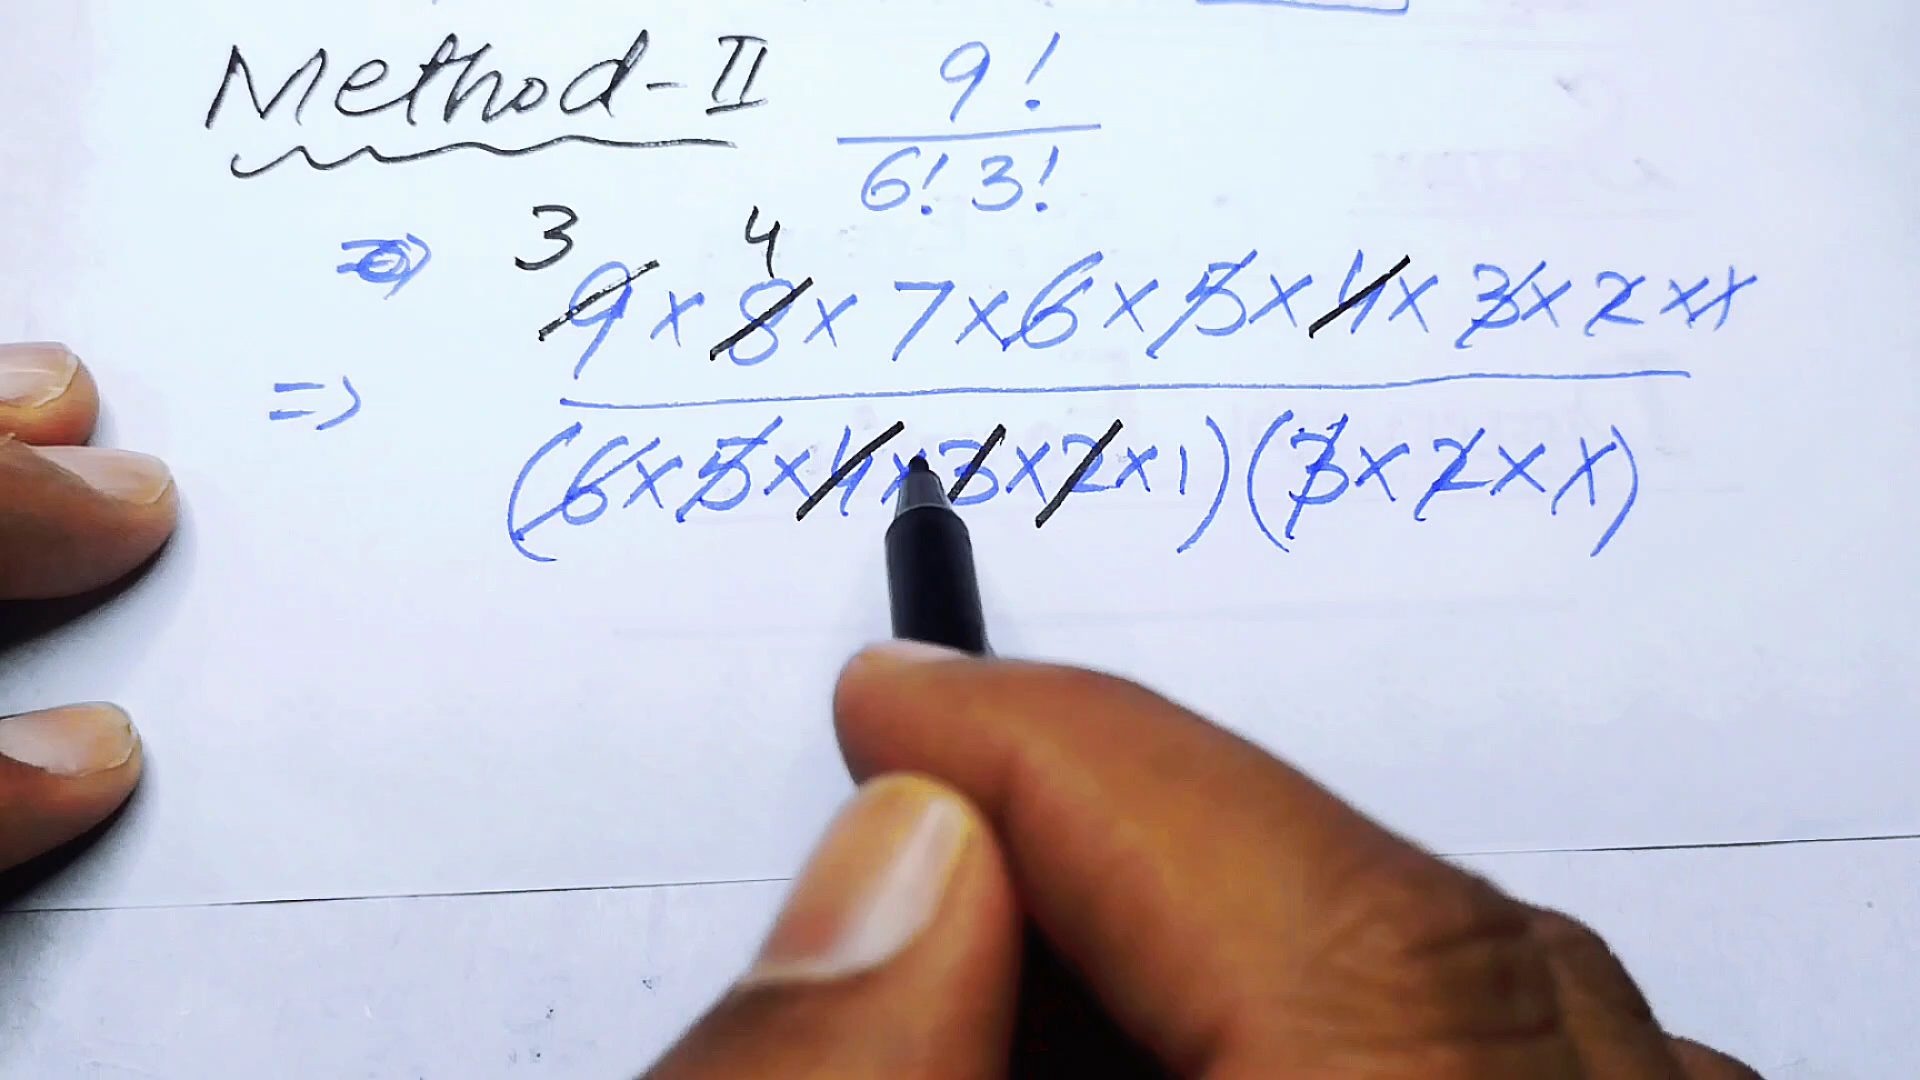 Method-II 9!
6! 3!
3 4
9 x 8 x 7 x 6 x 5 x 4 x 3 x 2 x 1
=>
(6 x 5 x 4 x 3 x 2 x 1) (3 x 2 x 1)